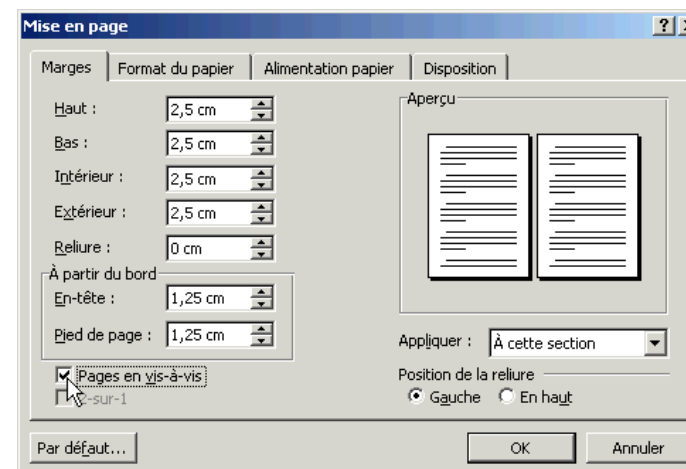 Mise en page
Marges Format du papier Alimentation papier Disposition
Haut : 2,5 cm
Bas : 2,5 cm
Intérieur : 2,5 cm
Extérieur : 2,5 cm
Reliure : 0 cm
À partir du bord
En-tête : 1,25 cm
Pied de page : 1,25 cm
Pages en vis-à-vis
2-sur-1
Aperçu
Appliquer : À cette section
Position de la reliure
Gauche En haut
Par défaut... OK Annuler